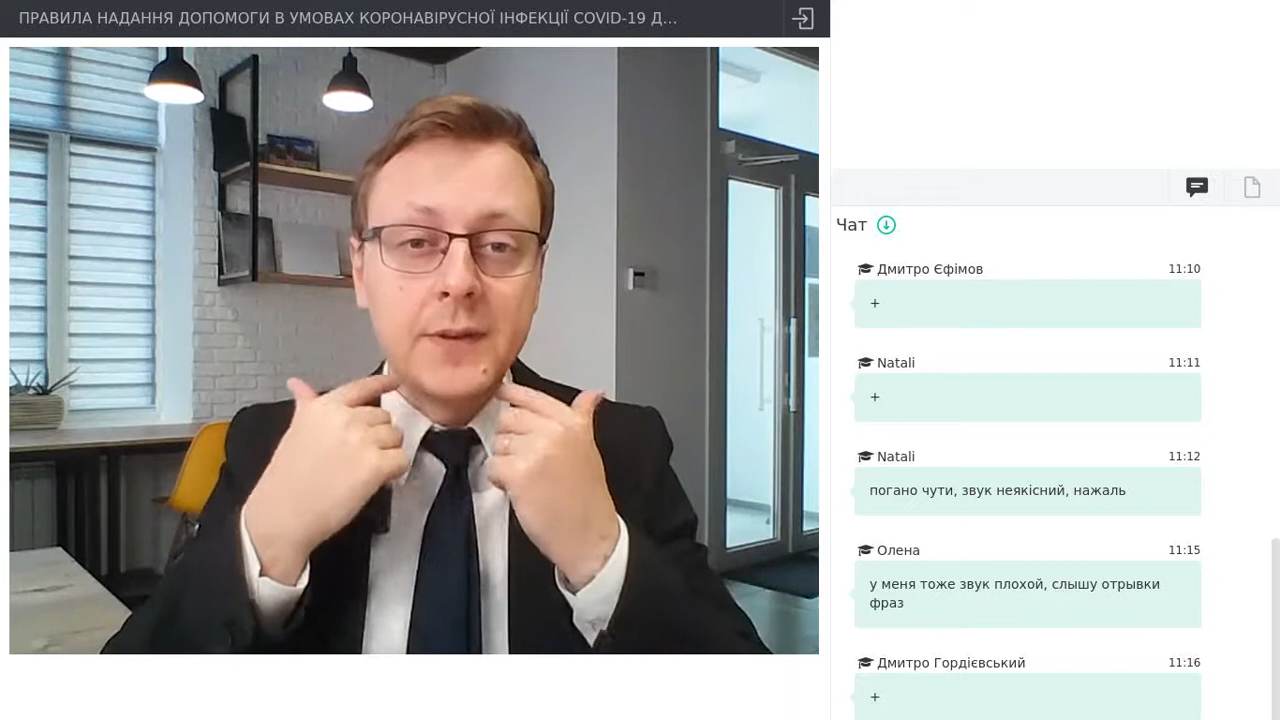 ПРАВИЛА НАДАННЯ ДОПОМОГИ В УМОВАХ КОРОНАВІРУСНОЇ ІНФЕКЦІЇ COVID-19 Д...
Чат
Дмитро Єфімов 11:10
+
Natali 11:11
+
Natali 11:12
погано чути, звук неякісний, нажаль
Олена 11:15
у меня тоже звук плохой, слышу отрывки
фраз
Дмитро Гордієвський 11:16
+